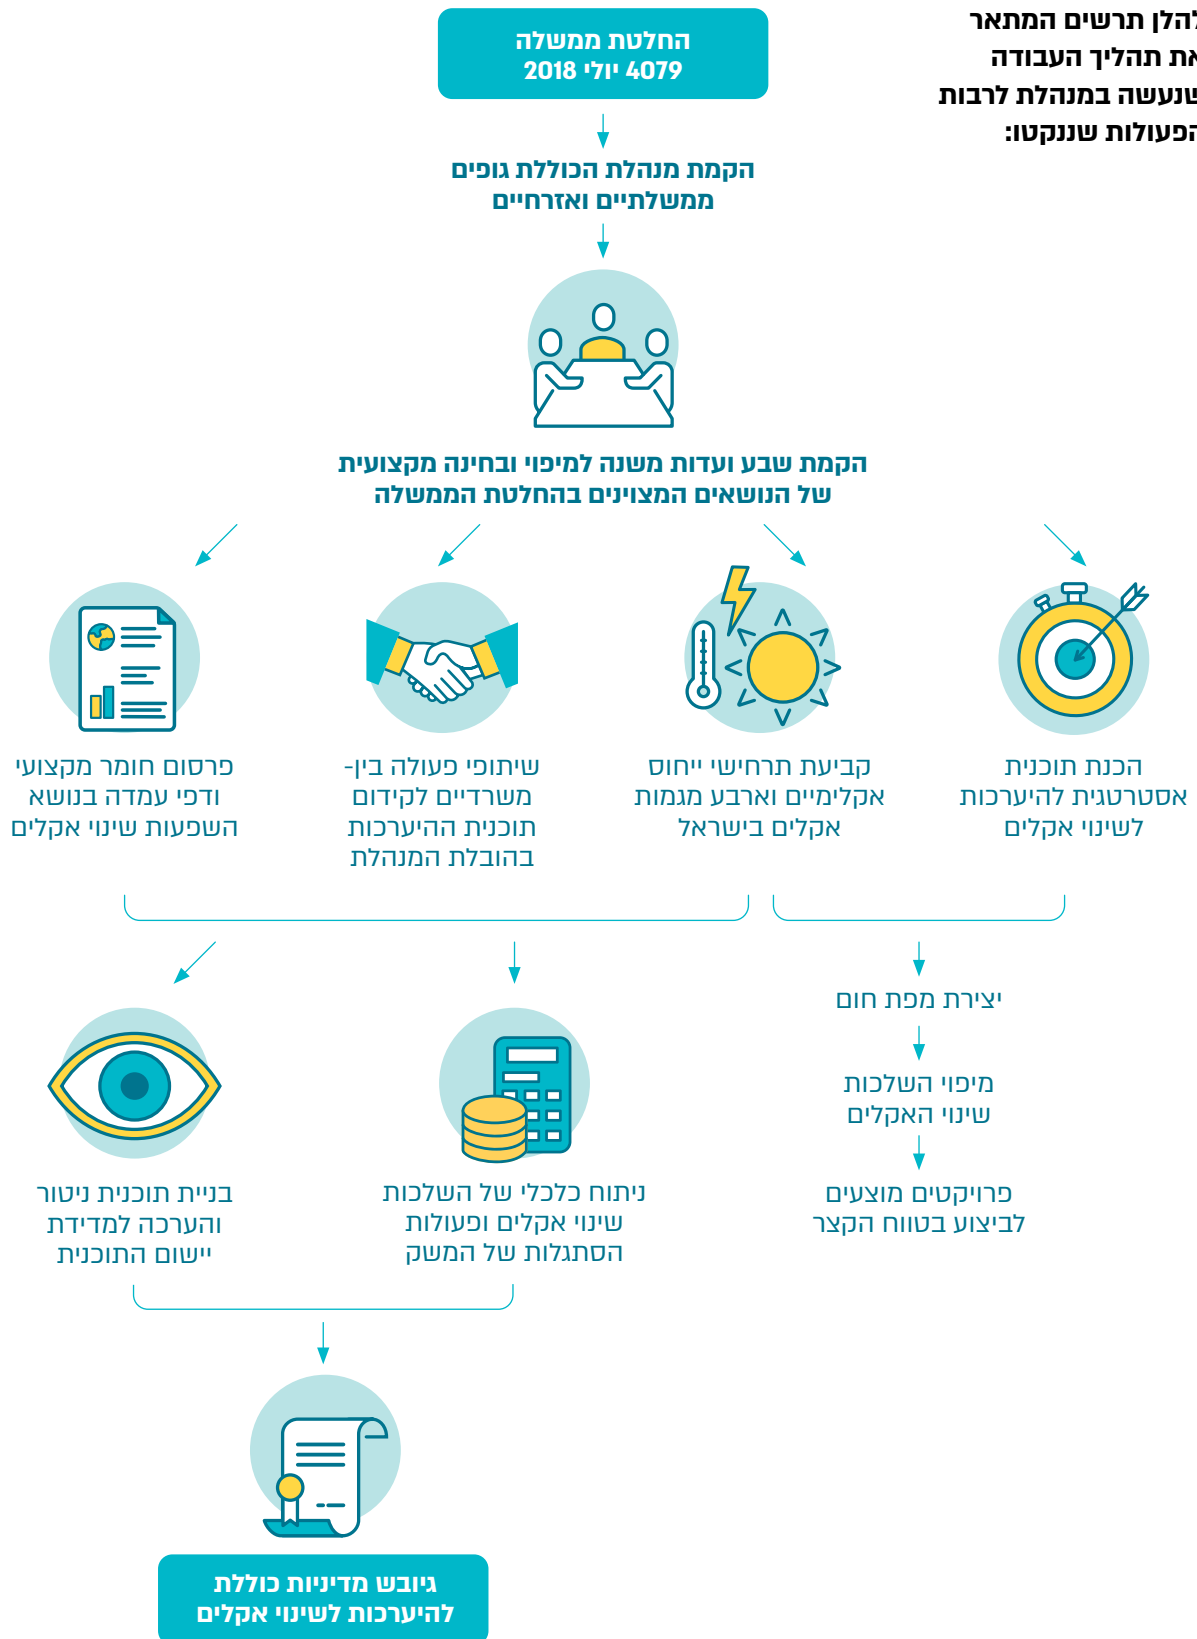 להלן תרשים המתאר
את תהליך העבודה
שנעשה במנהלת לרבות
הפעולות שננקטו:
החלטת ממשלה
4079 יולי 2018
הקמת מנהלת הכוללת גופים
ממשלתיים ואזרחיים
הקמת שבע ועדות משנה למיפוי ובחינה מקצועית
של הנושאים המצוינים בהחלטת הממשלה
הכנת תוכנית
אסטרטגית להיערכות
לשינוי אקלים
קביעת תרחישי ייחוס
אקלימיים וארבע מגמות
אקלים בישראל
שיתופי פעולה בין-
משרדיים לקידום
תוכנית ההיערכות
בהובלת המנהלת
פרסום חומר מקצועי
ודפי עמדה בנושא
השפעות שינוי אקלים
יצירת מפת חום
מיפוי השלכות
שינוי האקלים
פרויקטים מוצעים
לביצוע בטווח הקצר
ניתוח כלכלי של השלכות
שינוי אקלים ופעולות
הסתגלות של המשק
בניית תוכנית ניטור
והערכה למדידת
יישום התוכנית
גיובש מדיניות כוללת
להיערכות לשינוי אקלים